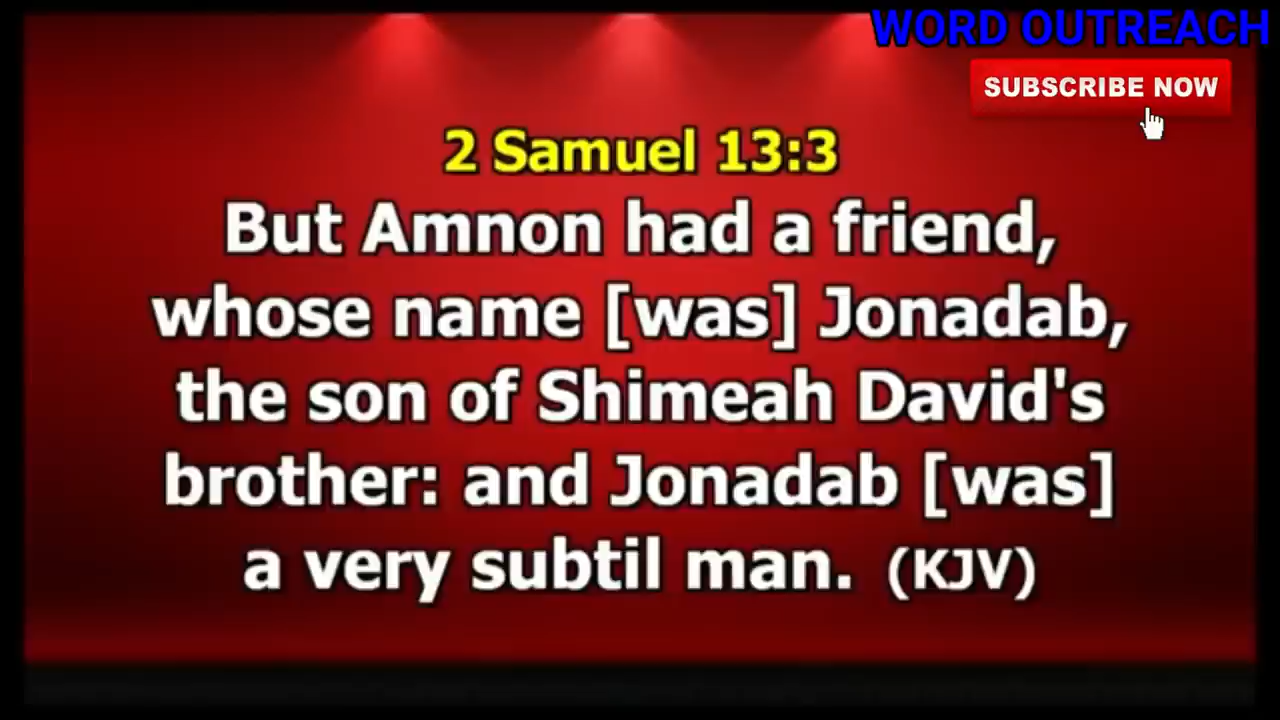 WORD OUTREACH
SUBSCRIBE NOW
2 Samuel 13:3
But Amnon had a friend,
whose name [was] Jonadab,
the son of Shimeah David's
brother: and Jonadab [was]
a very subtil man. (KJV)